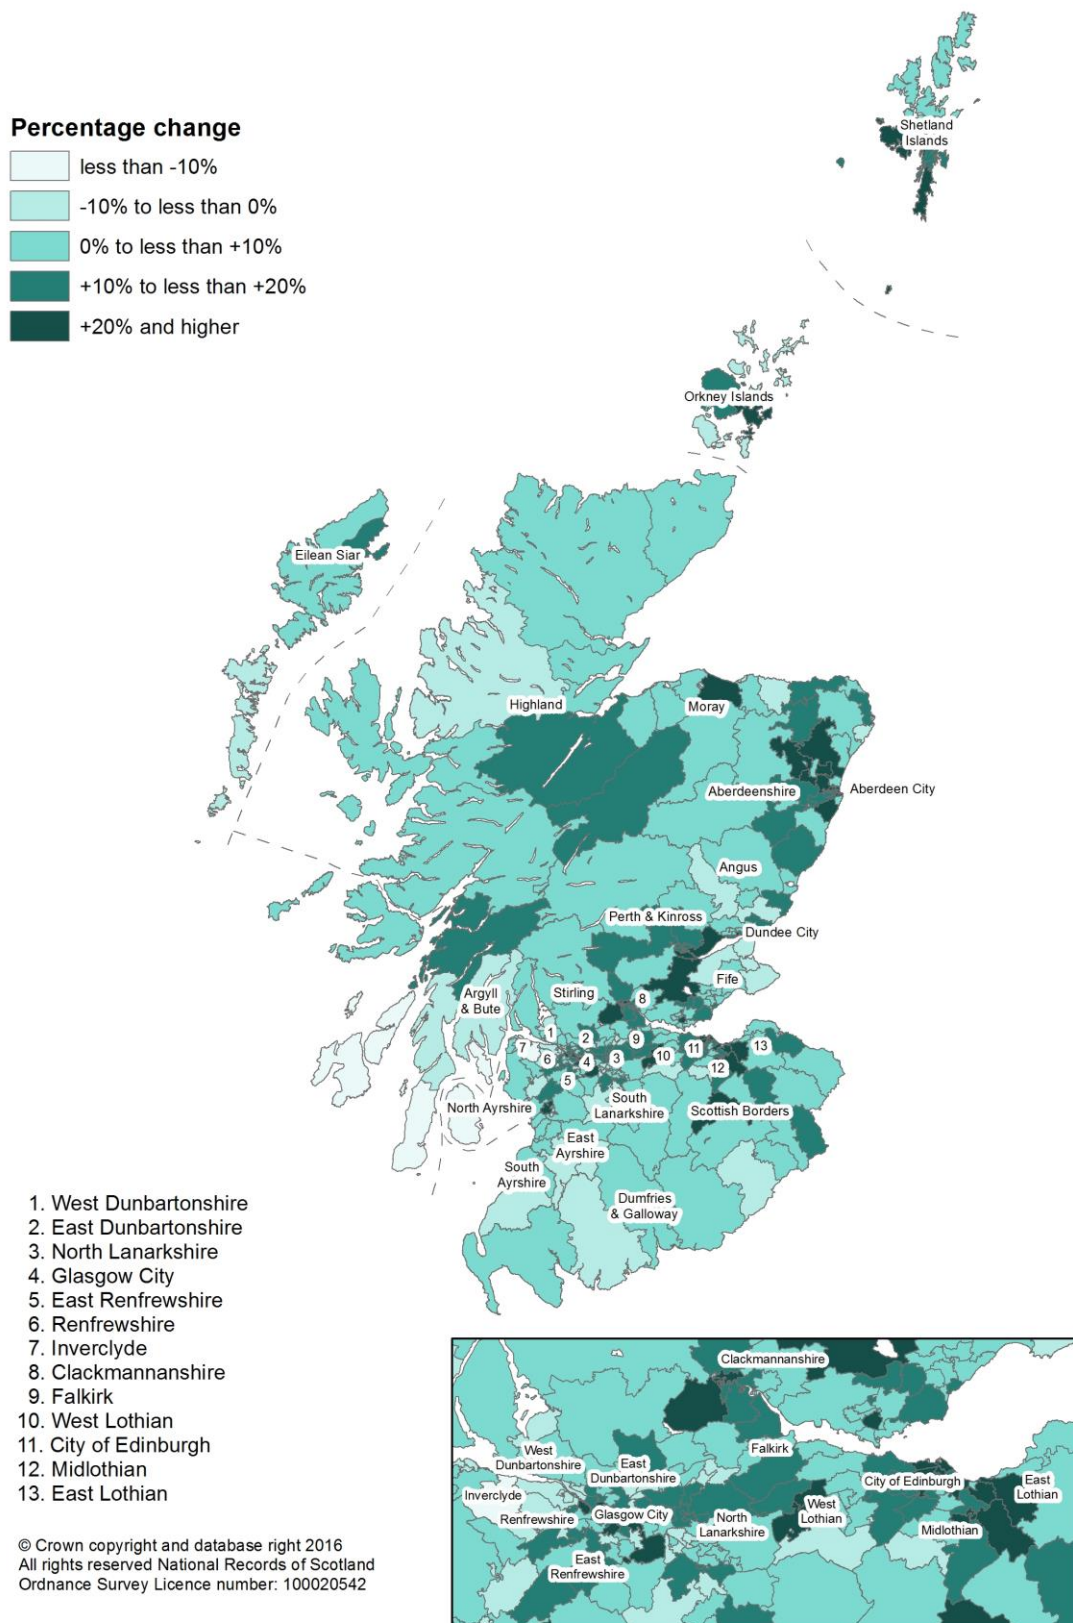 Percentage change
less than -10%
-10% to less than 0%
0% to less than +10%
+10% to less than +20%
+20% and higher
Shetland
Islands
Orkney Islands
Eilean Siar
Highland
Moray
Aberdeenshire
Aberdeen City
Angus
Perth & Kinross
Dundee City
Fife
Stirling
Argyll
& Bute
8
1
2
9
7
6
4
3
10
11
13
12
5
North Ayrshire
South
Lanarkshire
Scottish Borders
East
Ayrshire
South
Ayrshire
Dumfries
& Galloway
1. West Dunbartonshire
2. East Dunbartonshire
3. North Lanarkshire
4. Glasgow City
5. East Renfrewshire
6. Renfrewshire
7. Inverclyde
8. Clackmannanshire
9. Falkirk
10. West Lothian
11. City of Edinburgh
12. Midlothian
13. East Lothian
© Crown copyright and database right 2016
All rights reserved National Records of Scotland
Ordnance Survey Licence number: 100020542
Clackmannanshire
West
Dunbartonshire
East
Dunbartonshire
Falkirk
City of Edinburgh
East
Lothian
Inverclyde
Renfrewshire
Glasgow City
North
Lanarkshire
West
Lothian
Midlothian
East
Renfrewshire